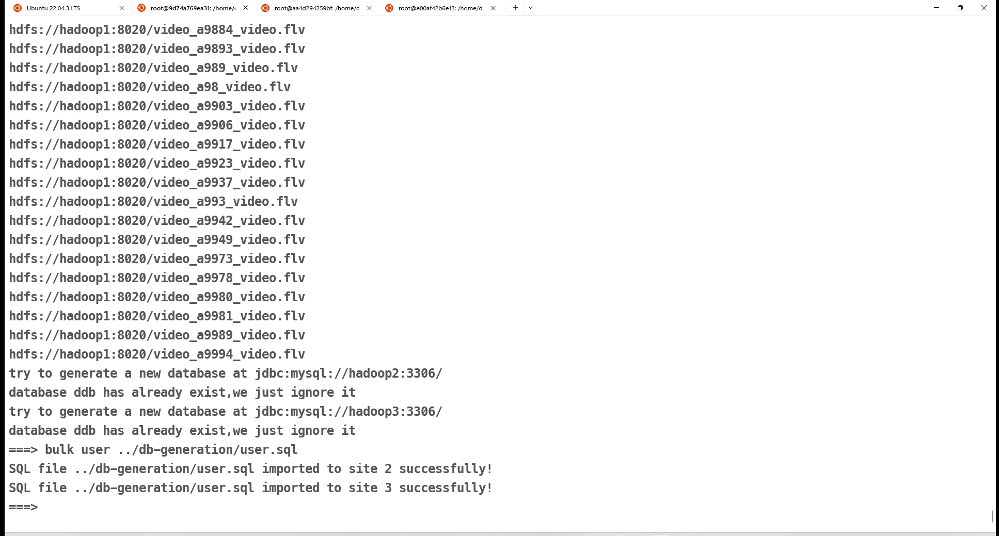 Ubuntu 22.04.3 LTS
root@9d74a769ea31: /home/
root@aa4d294259bf: /home/d
root@e00af42b6e13: /home/d
hdfs://hadoop1:8020/video_a9884_video.flv
hdfs://hadoop1:8020/video_a9893_video.flv
hdfs://hadoop1:8020/video_a989_video.flv
hdfs://hadoop1:8020/video_a98_video.flv
hdfs://hadoop1:8020/video_a9903_video.flv
hdfs://hadoop1:8020/video_a9906_video.flv
hdfs://hadoop1:8020/video_a9917_video.flv
hdfs://hadoop1:8020/video_a9923_video.flv
hdfs://hadoop1:8020/video_a9937_video.flv
hdfs://hadoop1:8020/video_a993_video.flv
hdfs://hadoop1:8020/video_a9942_video.flv
hdfs://hadoop1:8020/video_a9949_video.flv
hdfs://hadoop1:8020/video_a9973_video.flv
hdfs://hadoop1:8020/video_a9978_video.flv
hdfs://hadoop1:8020/video_a9980_video.flv
hdfs://hadoop1:8020/video_a9981_video.flv
hdfs://hadoop1:8020/video_a9989_video.flv
hdfs://hadoop1:8020/video_a9994_video.flv
try to generate a new database at jdbc:mysql://hadoop2:3306/
database ddb has already exist,we just ignore it
try to generate a new database at jdbc:mysql://hadoop3:3306/
database ddb has already exist,we just ignore it
===> bulk user ../db-generation/user.sql
SQL file ../db-generation/user.sql imported to site 2 successfully!
SQL file ../db-generation/user.sql imported to site 3 successfully!
===>